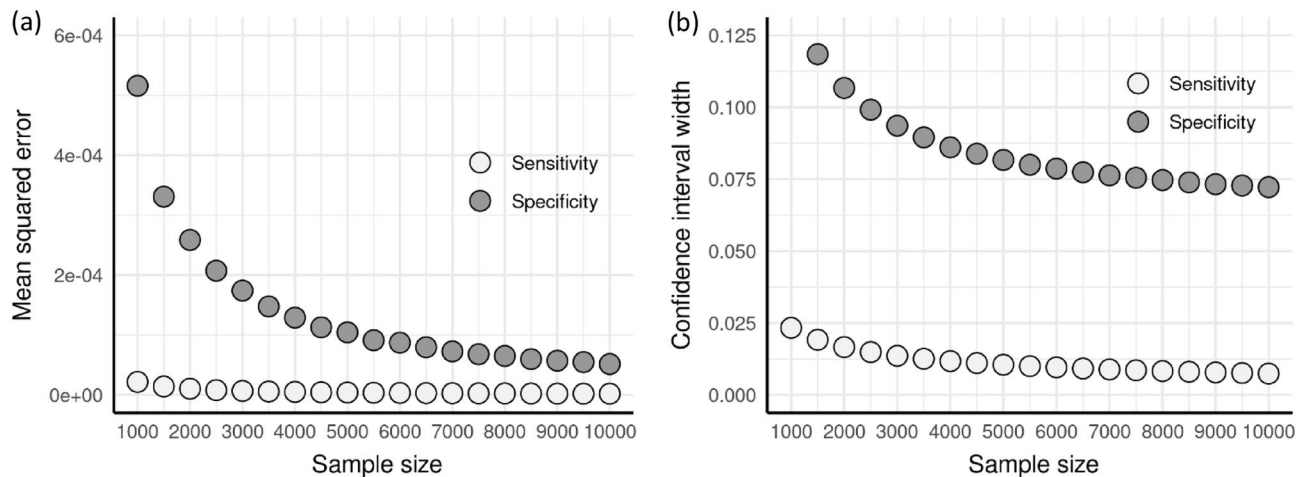 (a)
Mean squared error
6e-04
4e-04
2e-04
0e+00
Sensitivity
Specificity
1000 2000 3000 4000 5000 6000 7000 8000 9000 10000
Sample size
(b)
Confidence interval width
0.125
0.100
0.075
0.050
0.025
0.000
Sensitivity
Specificity
1000 2000 3000 4000 5000 6000 7000 8000 9000 10000
Sample size